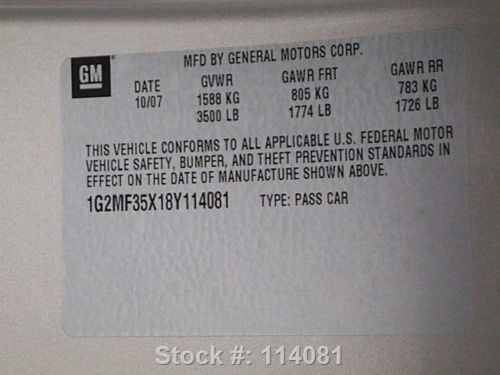 GM
MFD BY GENERAL MOTORS CORP.
DATE GVWR GAWR FRT GAWR RR
10/07 1588 KG 805 KG 783 KG
3500 LB 1774 LB 1726 LB
THIS VEHICLE CONFORMS TO ALL APPLICABLE U.S. FEDERAL MOTOR
VEHICLE SAFETY, BUMPER, AND THEFT PREVENTION STANDARDS IN
EFFECT ON THE DATE OF MANUFACTURE SHOWN ABOVE.
1G2MF35X18Y114081 TYPE: PASS CAR
Stock #: 114081